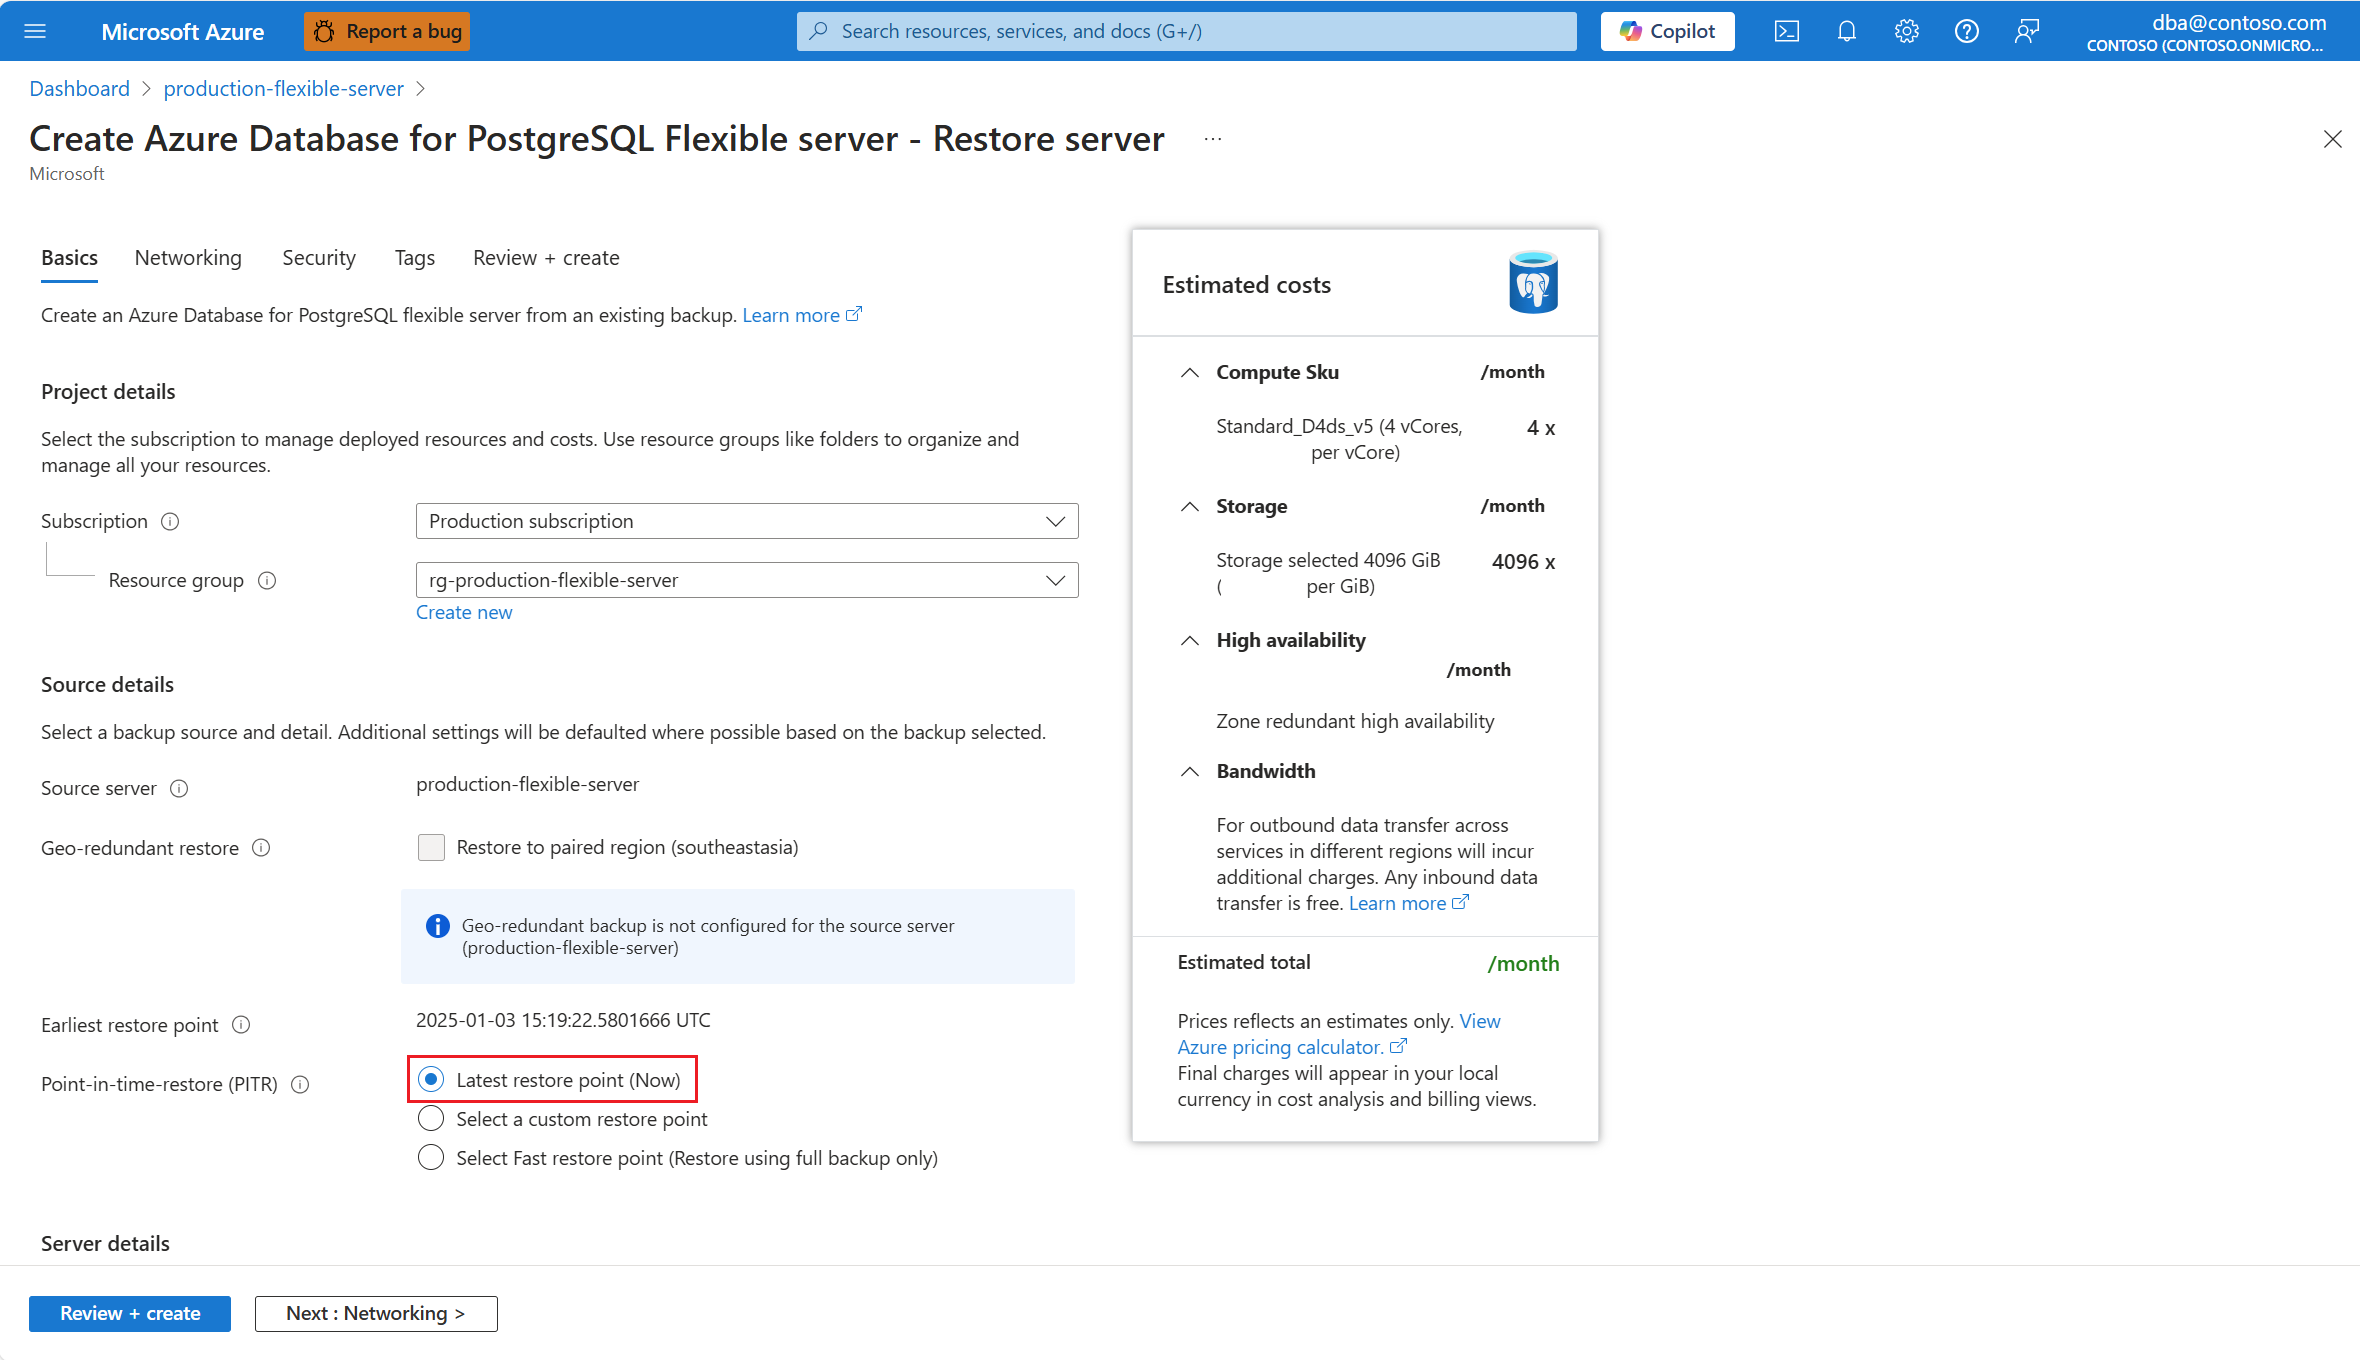 Microsoft Azure
Report a bug
Search resources, services, and docs (G+/)
Copilot
dba@contoso.com
CONTOSO (CONTOSO.ONMICRO...
Dashboard > production-flexible-server >
Create Azure Database for PostgreSQL Flexible server - Restore server ...
Microsoft
Basics Networking Security Tags Review + create
Create an Azure Database for PostgreSQL flexible server from an existing backup. Learn more
Project details
Select the subscription to manage deployed resources and costs. Use resource groups like folders to organize and
manage all your resources.
Subscription
Production subscription
Resource group
rg-production-flexible-server
Create new
Source details
Select a backup source and detail. Additional settings will be defaulted where possible based on the backup selected.
Source server
production-flexible-server
Geo-redundant restore
Restore to paired region (southeastasia)
Geo-redundant backup is not configured for the source server
(production-flexible-server)
Earliest restore point
2025-01-03 15:19:22.5801666 UTC
Point-in-time-restore (PITR)
Latest restore point (Now)
Select a custom restore point
Select Fast restore point (Restore using full backup only)
Server details
Review + create
Next : Networking >
Estimated costs
Compute Sku /month
Standard_D4ds_v5 (4 vCores, 4 x
per vCore)
Storage /month
Storage selected 4096 GiB 4096 x
( per GiB)
High availability
/month
Zone redundant high availability
Bandwidth
For outbound data transfer across
services in different regions will incur
additional charges. Any inbound data
transfer is free. Learn more
Estimated total /month
Prices reflects an estimates only. View
Azure pricing calculator.
Final charges will appear in your local
currency in cost analysis and billing views.